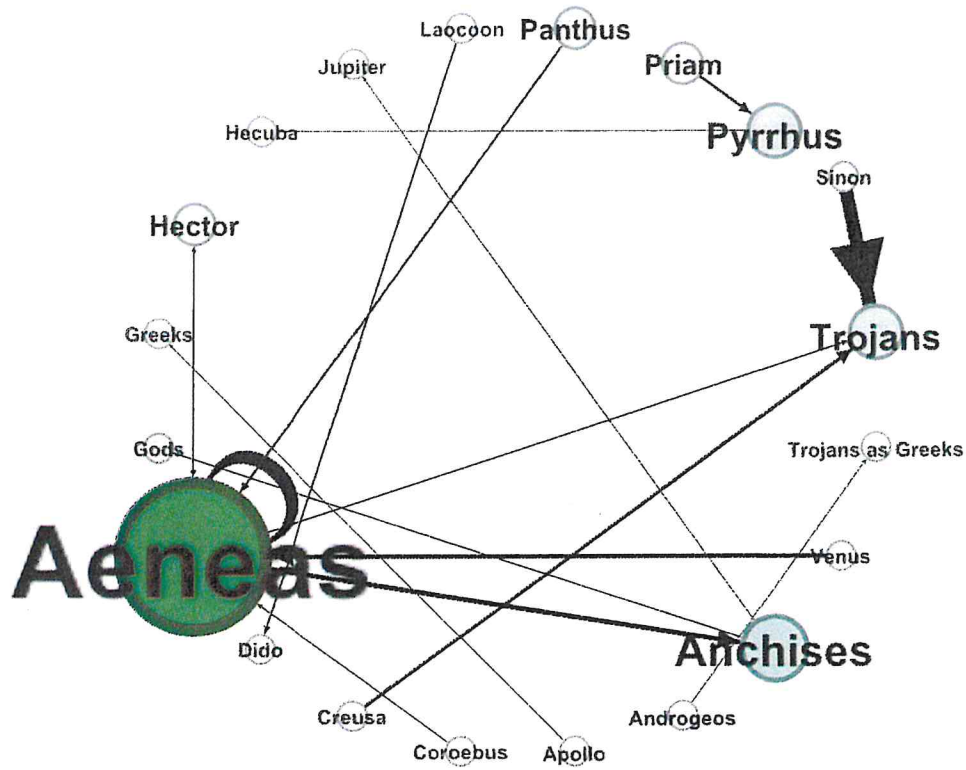 Laocoon
Panthus
Jupiter
Priam
Hecuba
Pyrrhus
Sinon
Hector
Greeks
Trojans
Gods
Trojans as Greeks
Aeneas
Venus
Dido
Anchises
Creusa
Androgeos
Coroebus
Apollo